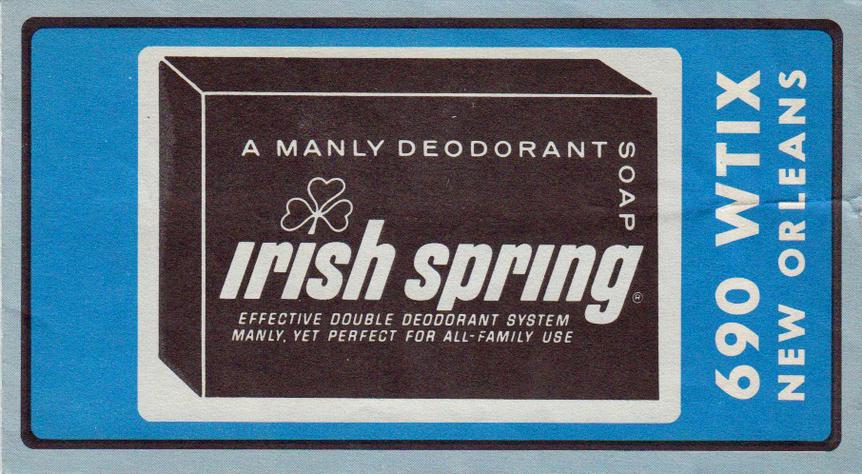 A MANLY DEODORANT SOAP
irish spring®
EFFECTIVE DOUBLE DEODORANT SYSTEM
MANLY, YET PERFECT FOR ALL-FAMILY USE
690 WTIX
NEW ORLEANS